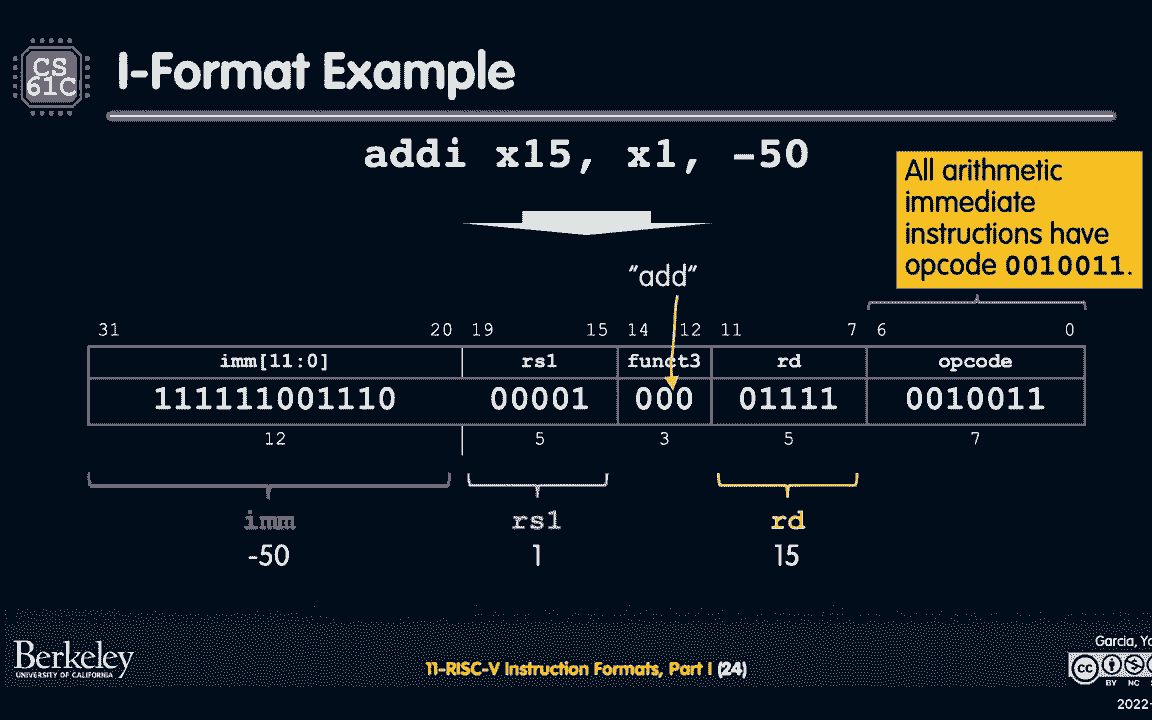 CS
61C
I-Format Example
addi x15, x1, -50
All arithmetic
immediate
instructions have
opcode 0010011.
"add"
31 20 19 15 14 12 11 7 6 0
imm[11:0] rs1 funct3 rd opcode
111111001110 00001 000 01111 0010011
12 5 3 5 7
imm rs1 rd
-50 1 15
Berkeley
UNIVERSITY OF CALIFORNIA
11-RISC-V Instruction Formats, Part I (24)
Garcia,
cc
BY NC
2022-